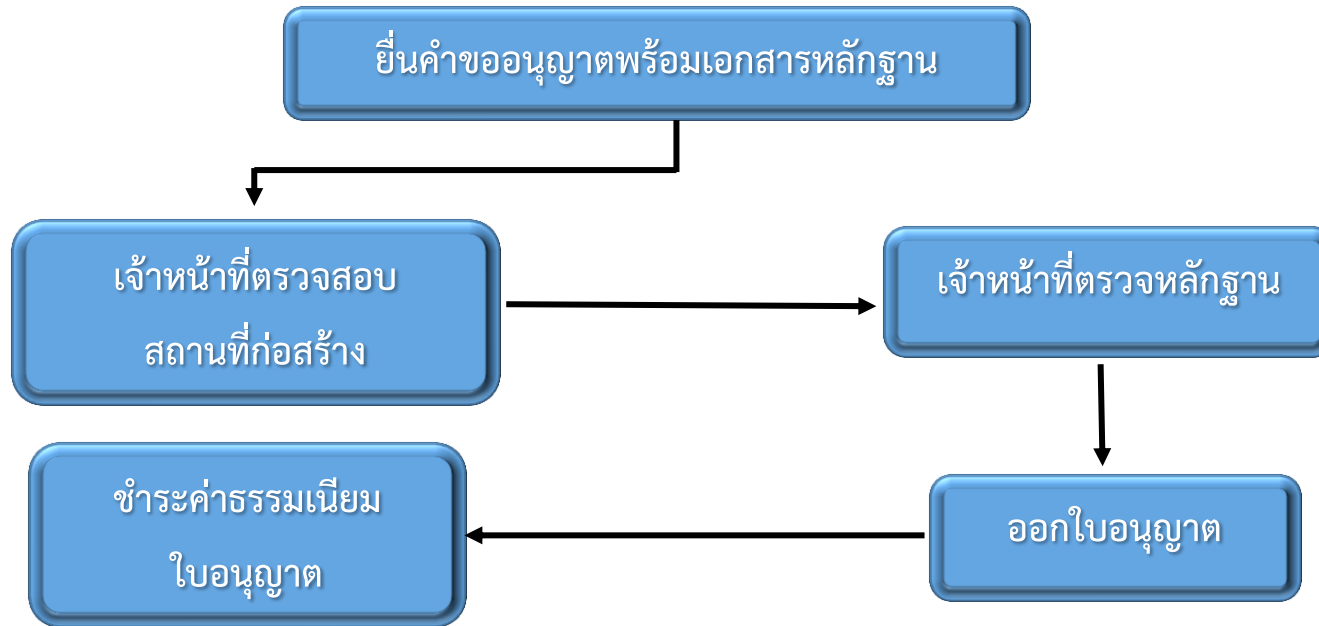 ยื่นคำขออนุญาตพร้อมเอกสารหลักฐาน
เจ้าหน้าที่ตรวจสอบ
สถานที่ก่อสร้าง
เจ้าหน้าที่ตรวจหลักฐาน
ออกใบอนุญาต
ชำระค่าธรรมเนียม
ใบอนุญาต